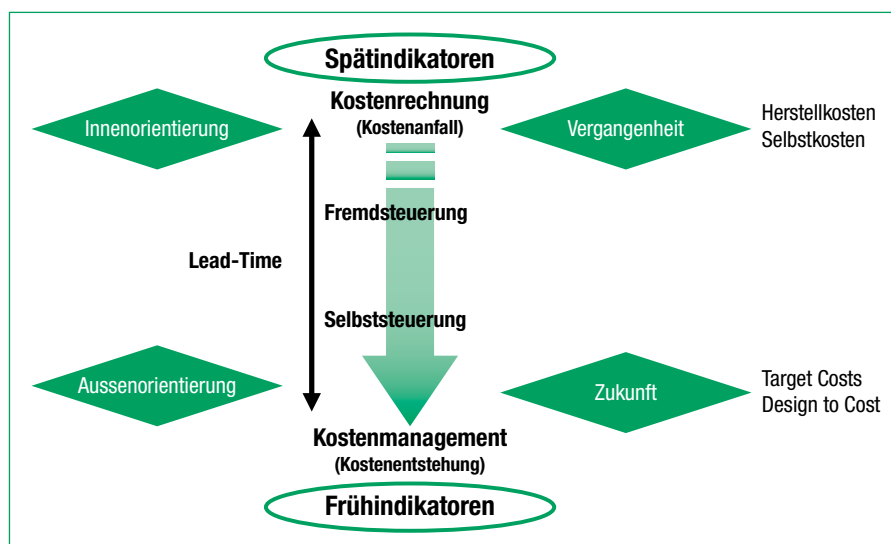 Spätindikatoren
Kostenrechnung
(Kostenanfall)
Innenorientierung
Vergangenheit
Herstellkosten
Selbstkosten
Fremdsteuerung
Lead-Time
Selbststeuerung
Aussenorientierung
Zukunft
Target Costs
Design to Cost
Kostenmanagement
(Kostenentstehung)
Frühindikatoren